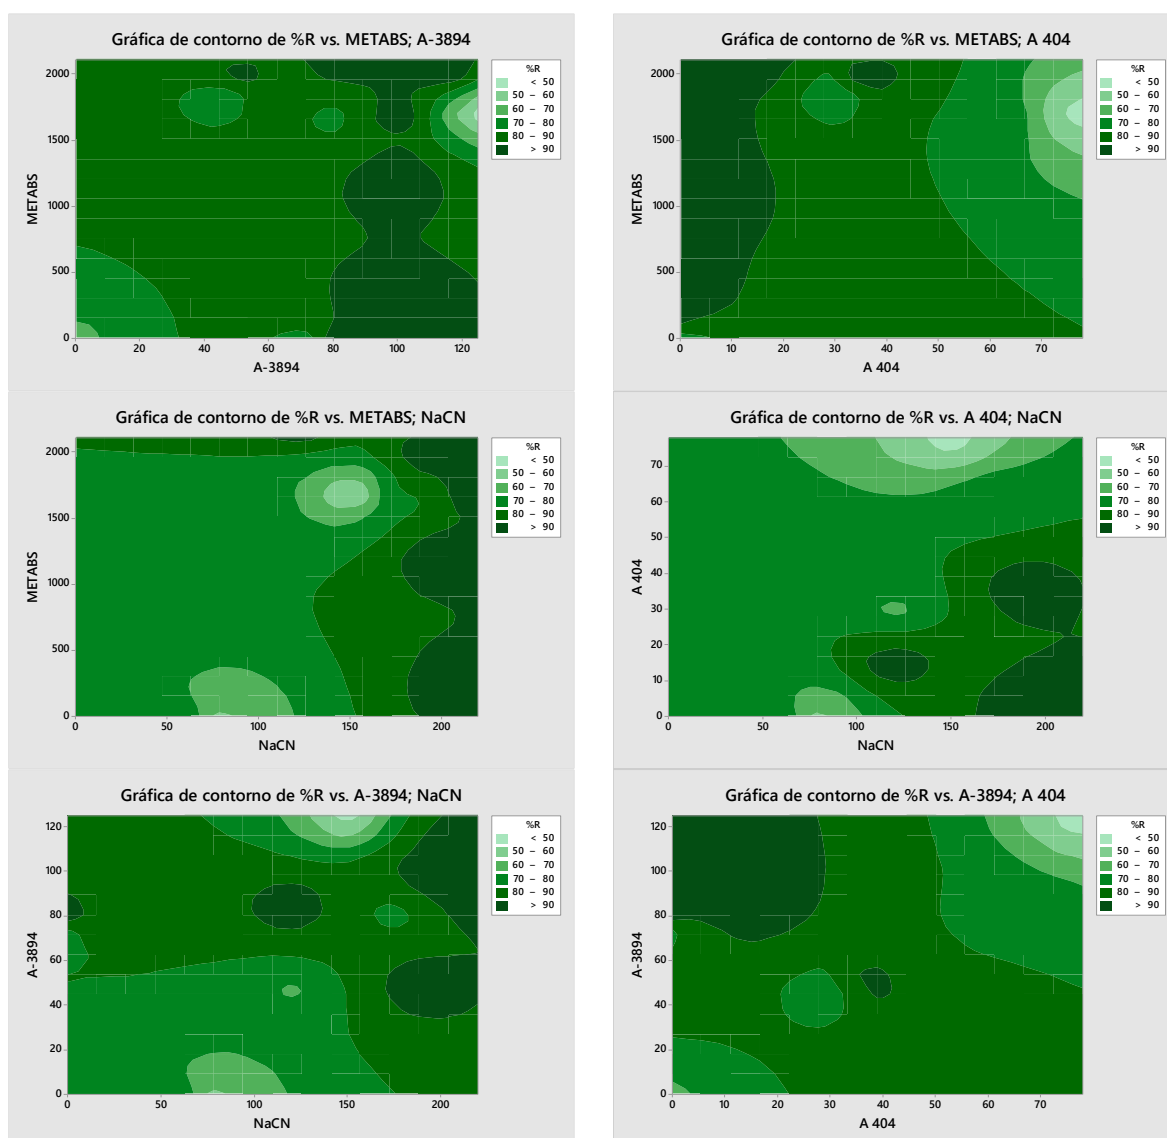 Gráfica de contorno de %R vs. METABS; A-3894
%R
< 50
50 – 60
60 – 70
70 – 80
80 – 90
> 90
METABS
2000
1500
1000
500
0
0 20 40 60 80 100 120
A-3894
Gráfica de contorno de %R vs. METABS; A 404
%R
< 50
50 – 60
60 – 70
70 – 80
80 – 90
> 90
METABS
2000
1500
1000
500
0
0 10 20 30 40 50 60 70
A 404
Gráfica de contorno de %R vs. METABS; NaCN
%R
< 50
50 – 60
60 – 70
70 – 80
80 – 90
> 90
METABS
2000
1500
1000
500
0
0 50 100 150 200
NaCN
Gráfica de contorno de %R vs. A 404; NaCN
%R
< 50
50 – 60
60 – 70
70 – 80
80 – 90
> 90
A 404
70
60
50
40
30
20
10
0
0 50 100 150 200
NaCN
Gráfica de contorno de %R vs. A-3894; NaCN
%R
< 50
50 – 60
60 – 70
70 – 80
80 – 90
> 90
A-3894
120
100
80
60
40
20
0
0 50 100 150 200
NaCN
Gráfica de contorno de %R vs. A-3894; A 404
%R
< 50
50 – 60
60 – 70
70 – 80
80 – 90
> 90
A-3894
120
100
80
60
40
20
0
0 10 20 30 40 50 60 70
A 404